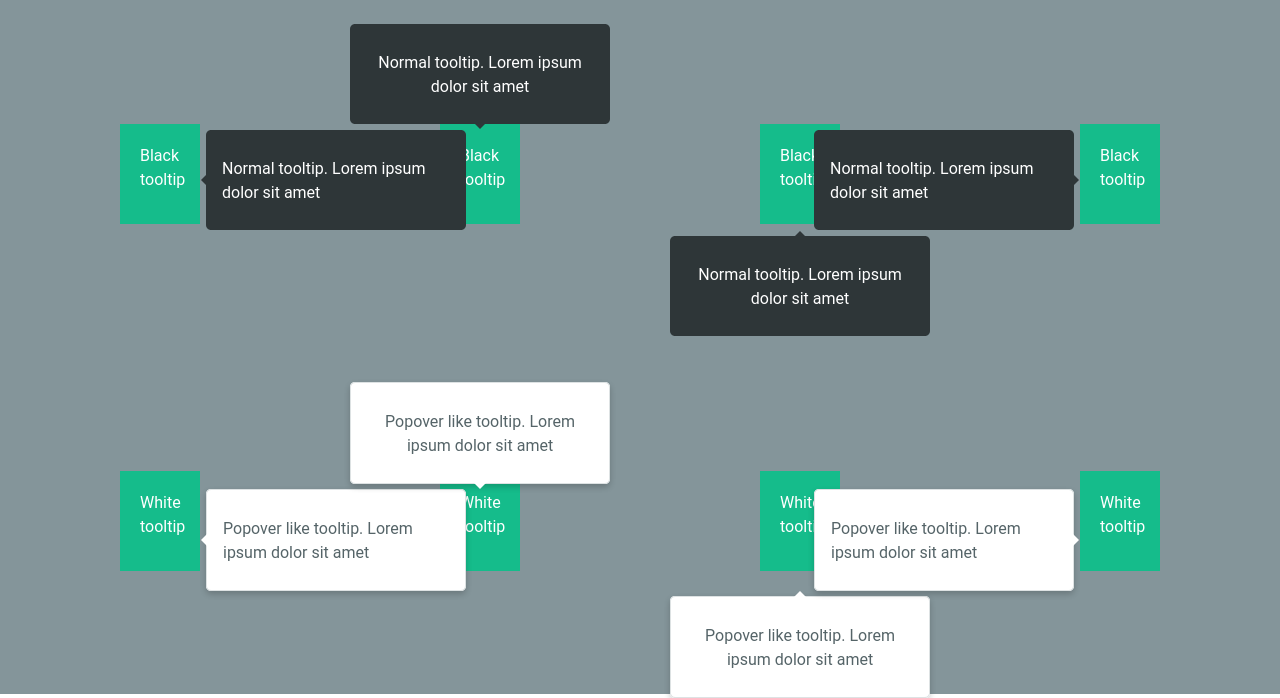 Normal tooltip. Lorem ipsum
dolor sit amet
Black
tooltip
Normal tooltip. Lorem ipsum
dolor sit amet
Black
tooltip
Black
tooltip
Normal tooltip. Lorem ipsum
dolor sit amet
Black
tooltip
Normal tooltip. Lorem ipsum
dolor sit amet
Popover like tooltip. Lorem
ipsum dolor sit amet
White
tooltip
Popover like tooltip. Lorem
ipsum dolor sit amet
White
tooltip
White
tooltip
Popover like tooltip. Lorem
ipsum dolor sit amet
White
tooltip
Popover like tooltip. Lorem
ipsum dolor sit amet